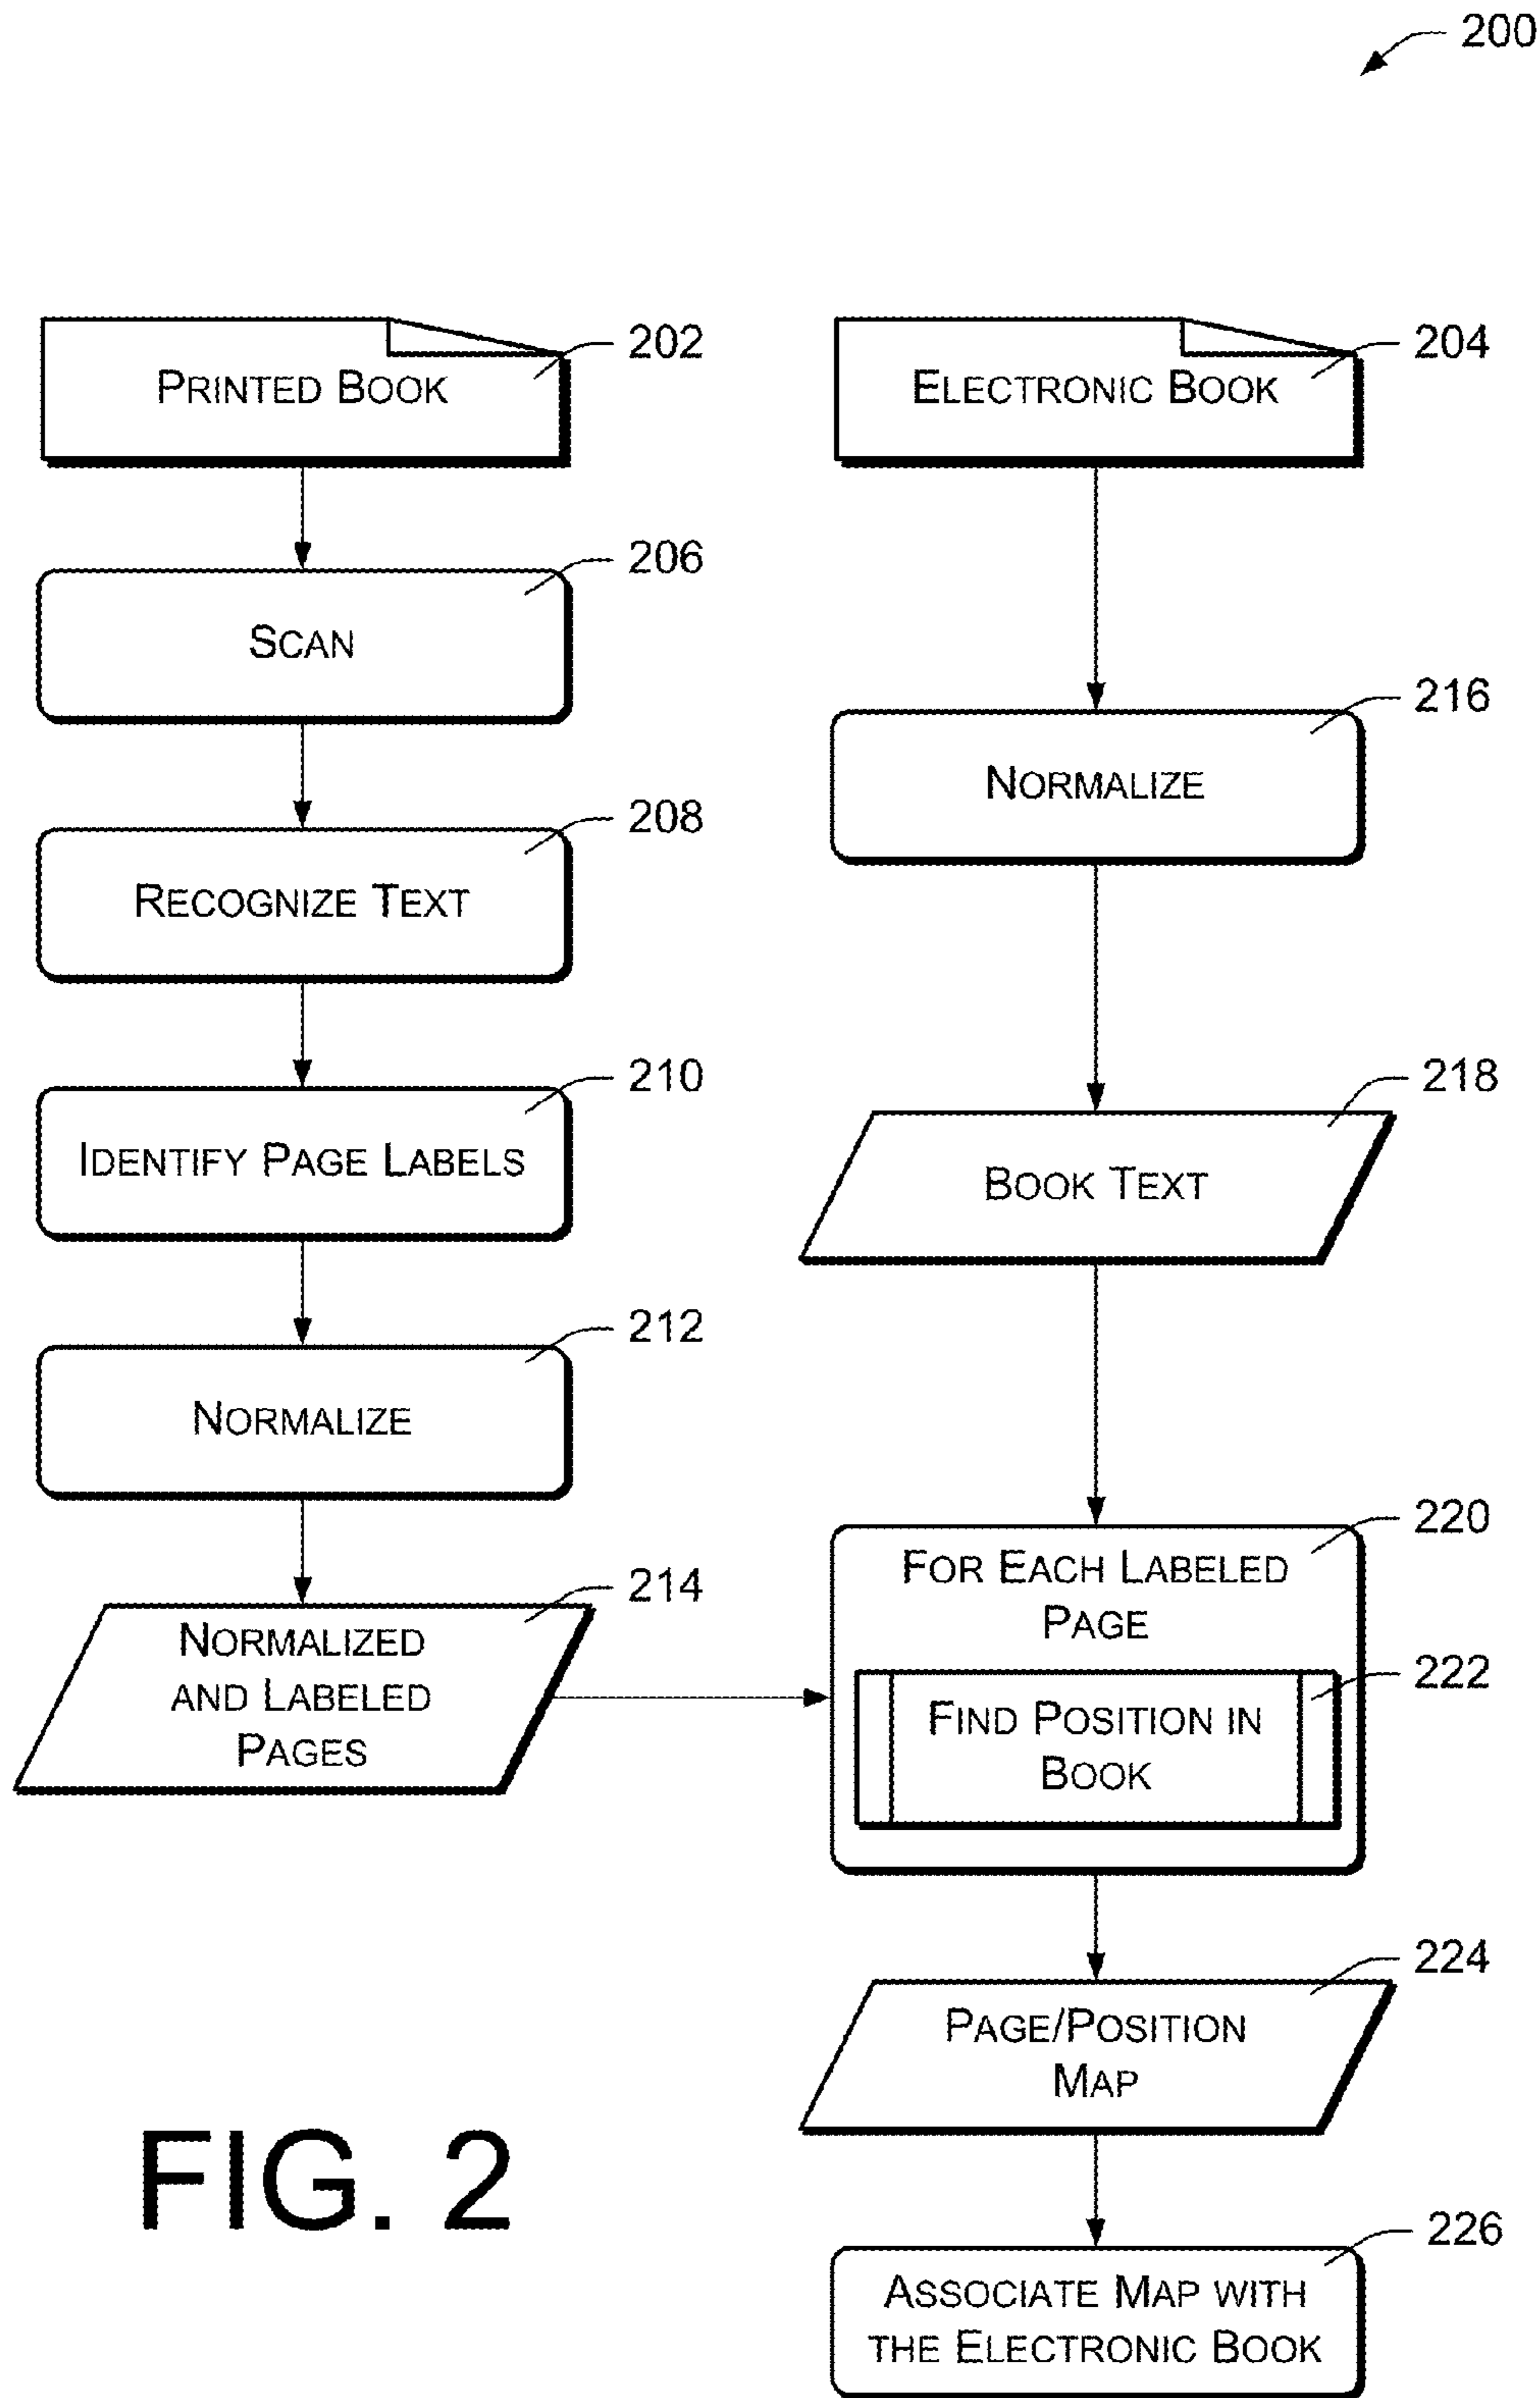 200
202
PRINTED BOOK
204
ELECTRONIC BOOK
206
SCAN
216
NORMALIZE
208
RECOGNIZE TEXT
210
IDENTIFY PAGE LABELS
218
BOOK TEXT
212
NORMALIZE
214
NORMALIZED
AND LABELED
PAGES
220
FOR EACH LABELED
PAGE
222
FIND POSITION IN
BOOK
224
PAGE/POSITION
MAP
226
ASSOCIATE MAP WITH
THE ELECTRONIC BOOK
FIG. 2